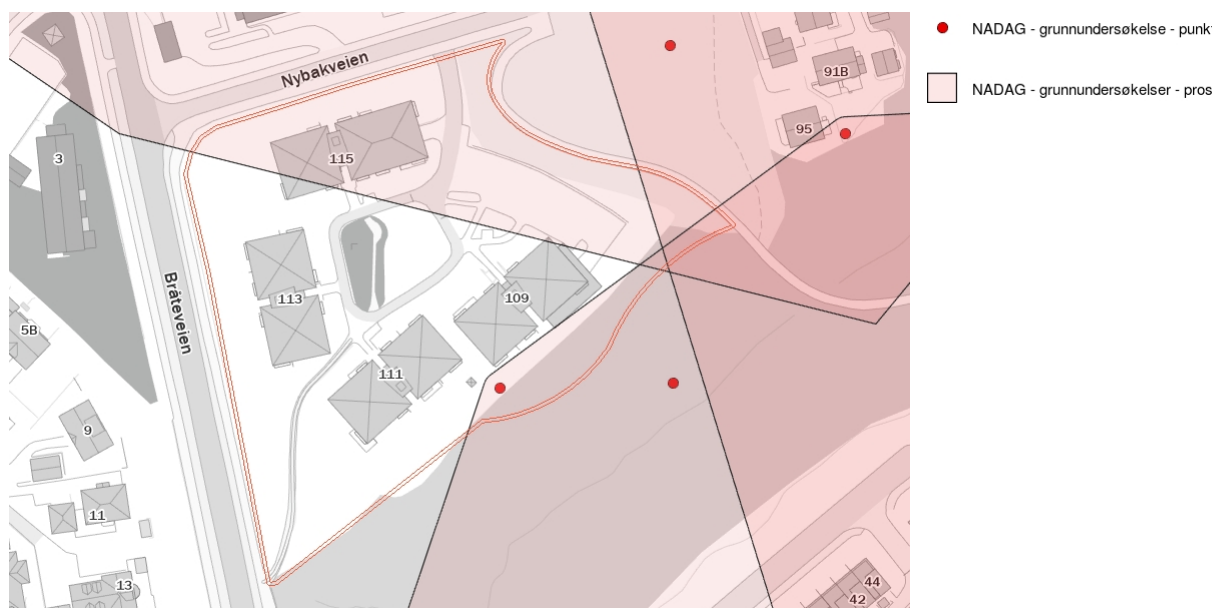 NADAG - grunnundersøkelse - punkt
NADAG - grunnundersøkelser - pros
Nybakveien
91B
95
115
3
113
109
Bråteveien
5B
111
9
11
13
44
42